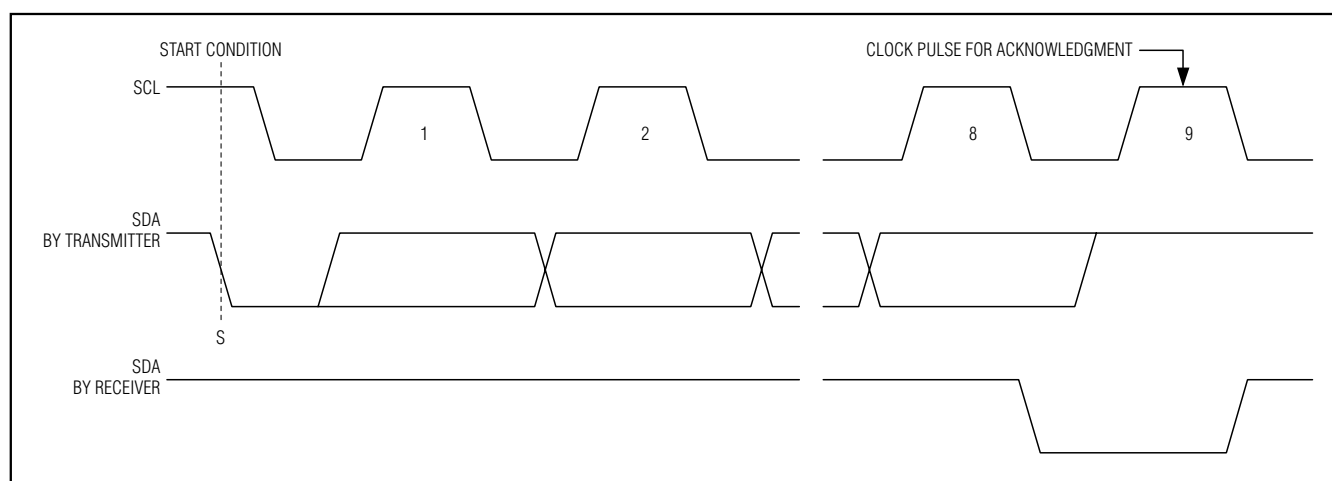 START CONDITION
CLOCK PULSE FOR ACKNOWLEDGMENT
SCL
1
2
8
9
SDA
BY TRANSMITTER
S
SDA
BY RECEIVER